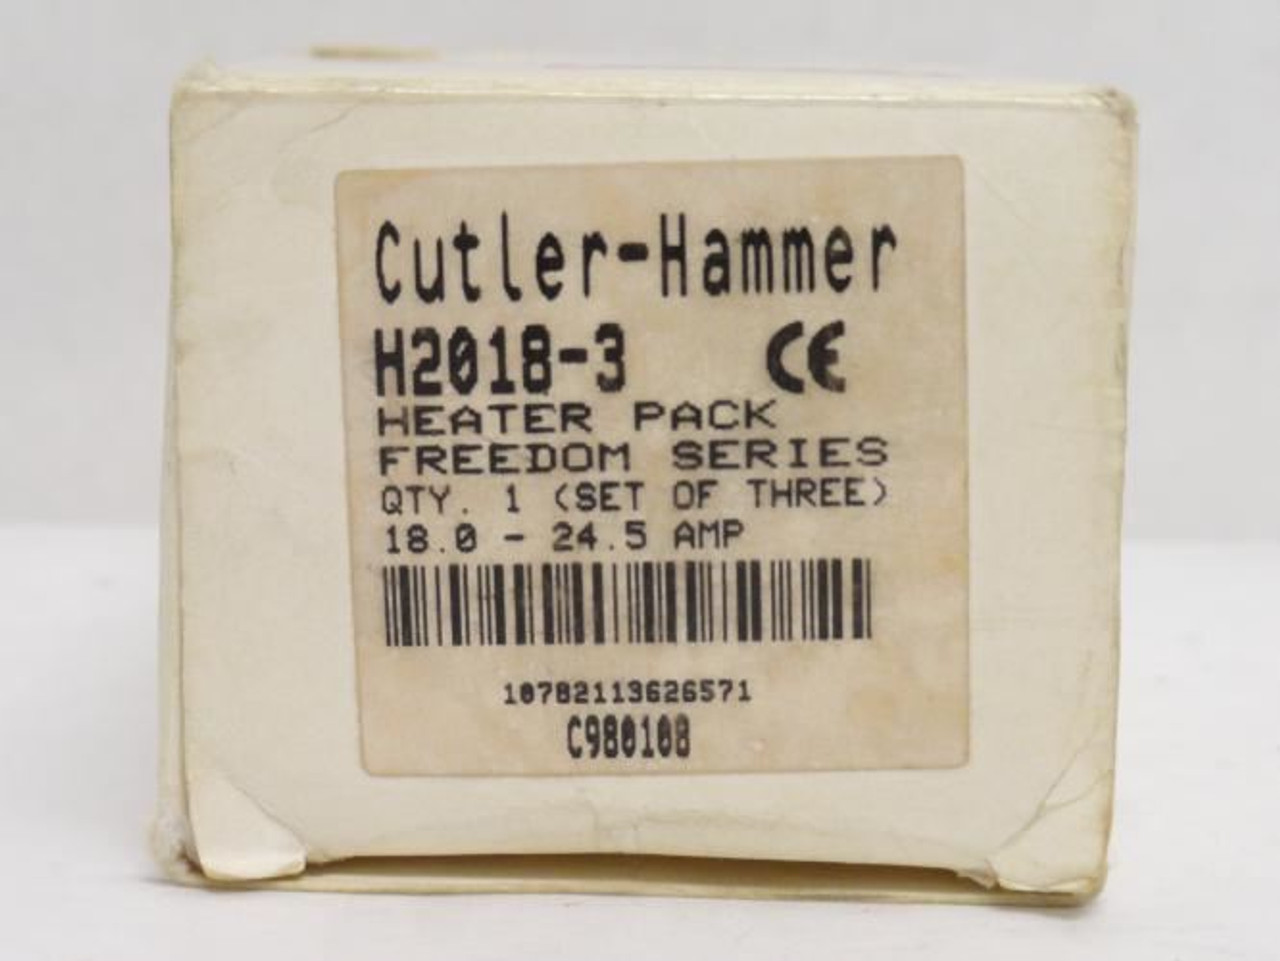 Cutler-Hammer
H2018-3 CE
HEATER PACK
FREEDOM SERIES
QTY. 1 (SET OF THREE)
18.0 - 24.5 AMP
10782113626571
C980108